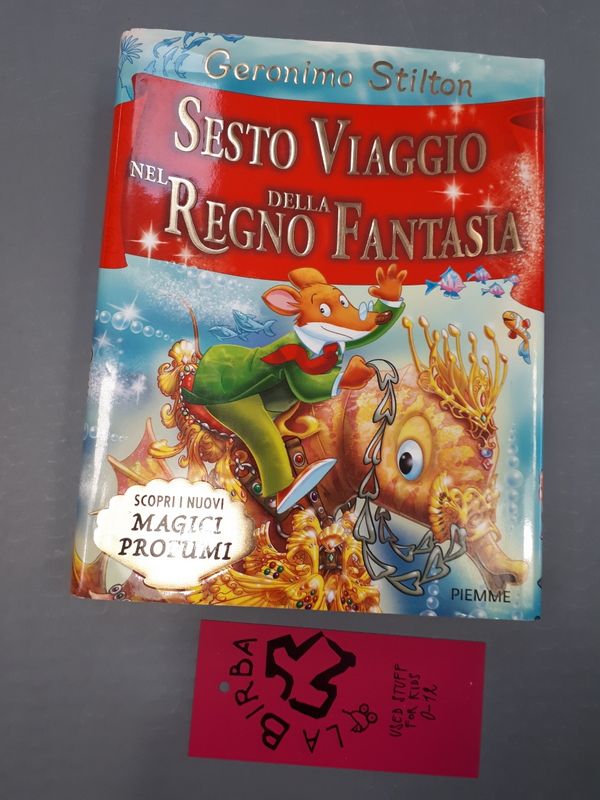 Geronimo Stilton
SESTO VIAGGIO
NEL REGNO DELLA FANTASIA
SCOPRI I NUOVI
MAGICI
PROFUMI
PIEMME
LA BIRBA
USED STUFF
FOR KIDS
0-12